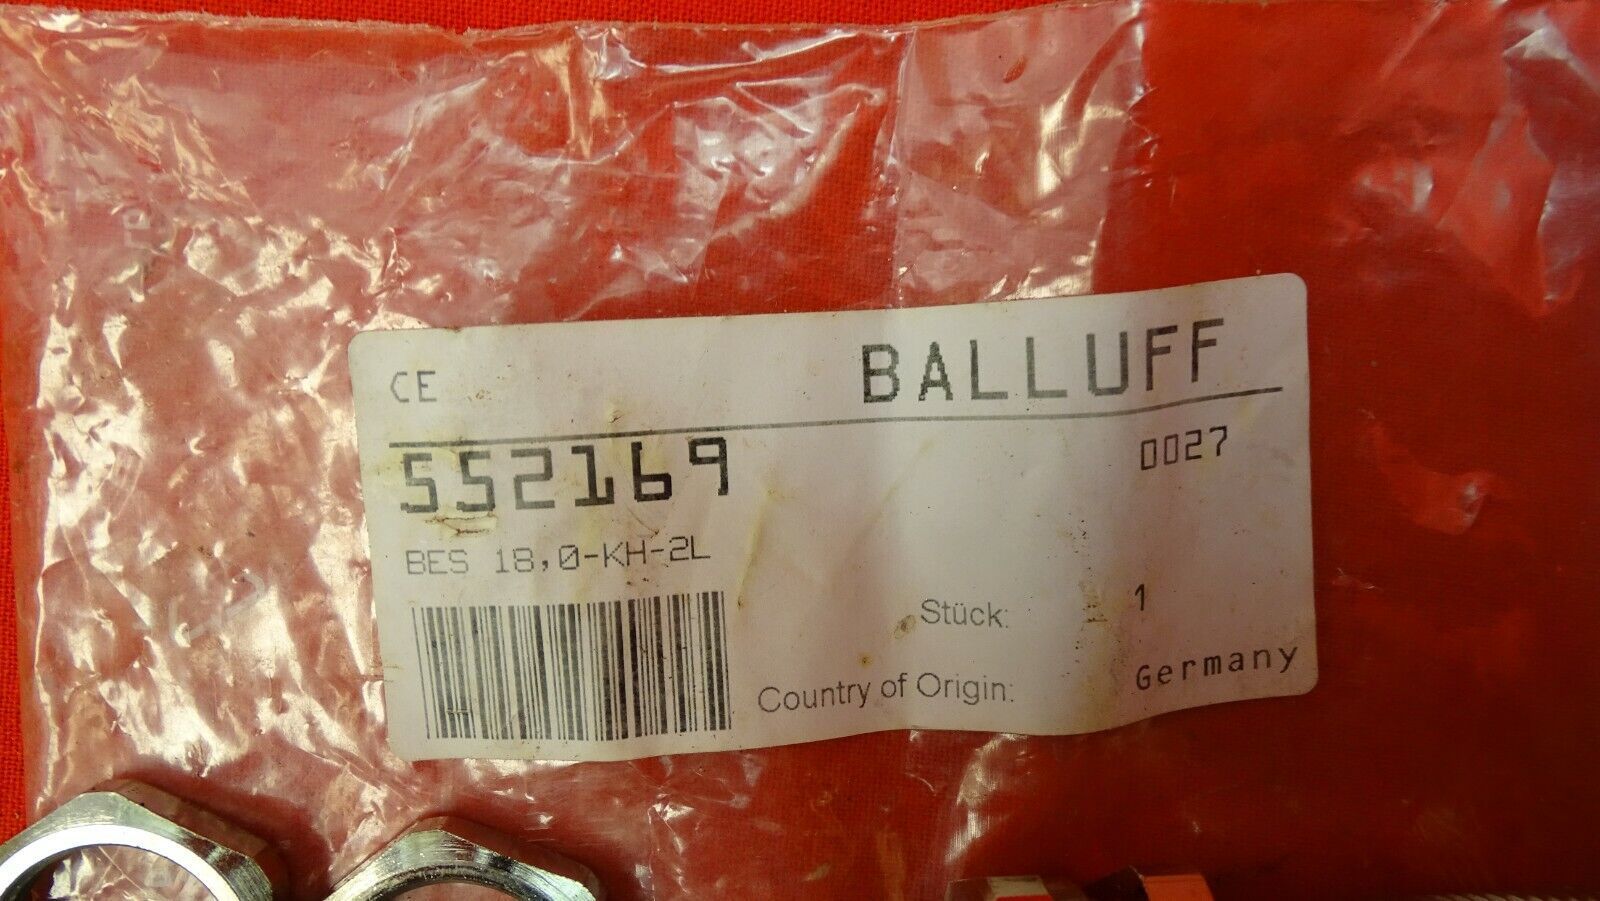 CE BALLUFF
552169 0027
BES 18,0-KH-2L
Stück: 1
Country of Origin: Germany